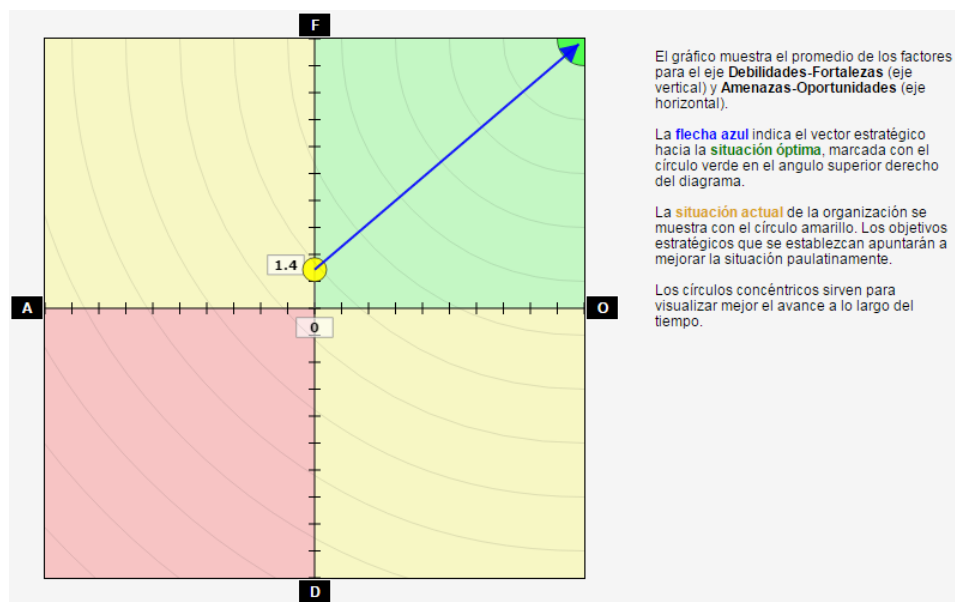 F
1.4
A
O
0
D
El gráfico muestra el promedio de los factores
para el eje Debilidades-Fortalezas (eje
vertical) y Amenazas-Oportunidades (eje
horizontal).
La flecha azul indica el vector estratégico
hacia la situación óptima, marcada con el
círculo verde en el angulo superior derecho
del diagrama.
La situación actual de la organización se
muestra con el círculo amarillo. Los objetivos
estratégicos que se establezcan apuntarán a
mejorar la situación paulatinamente.
Los círculos concéntricos sirven para
visualizar mejor el avance a lo largo del
tiempo.